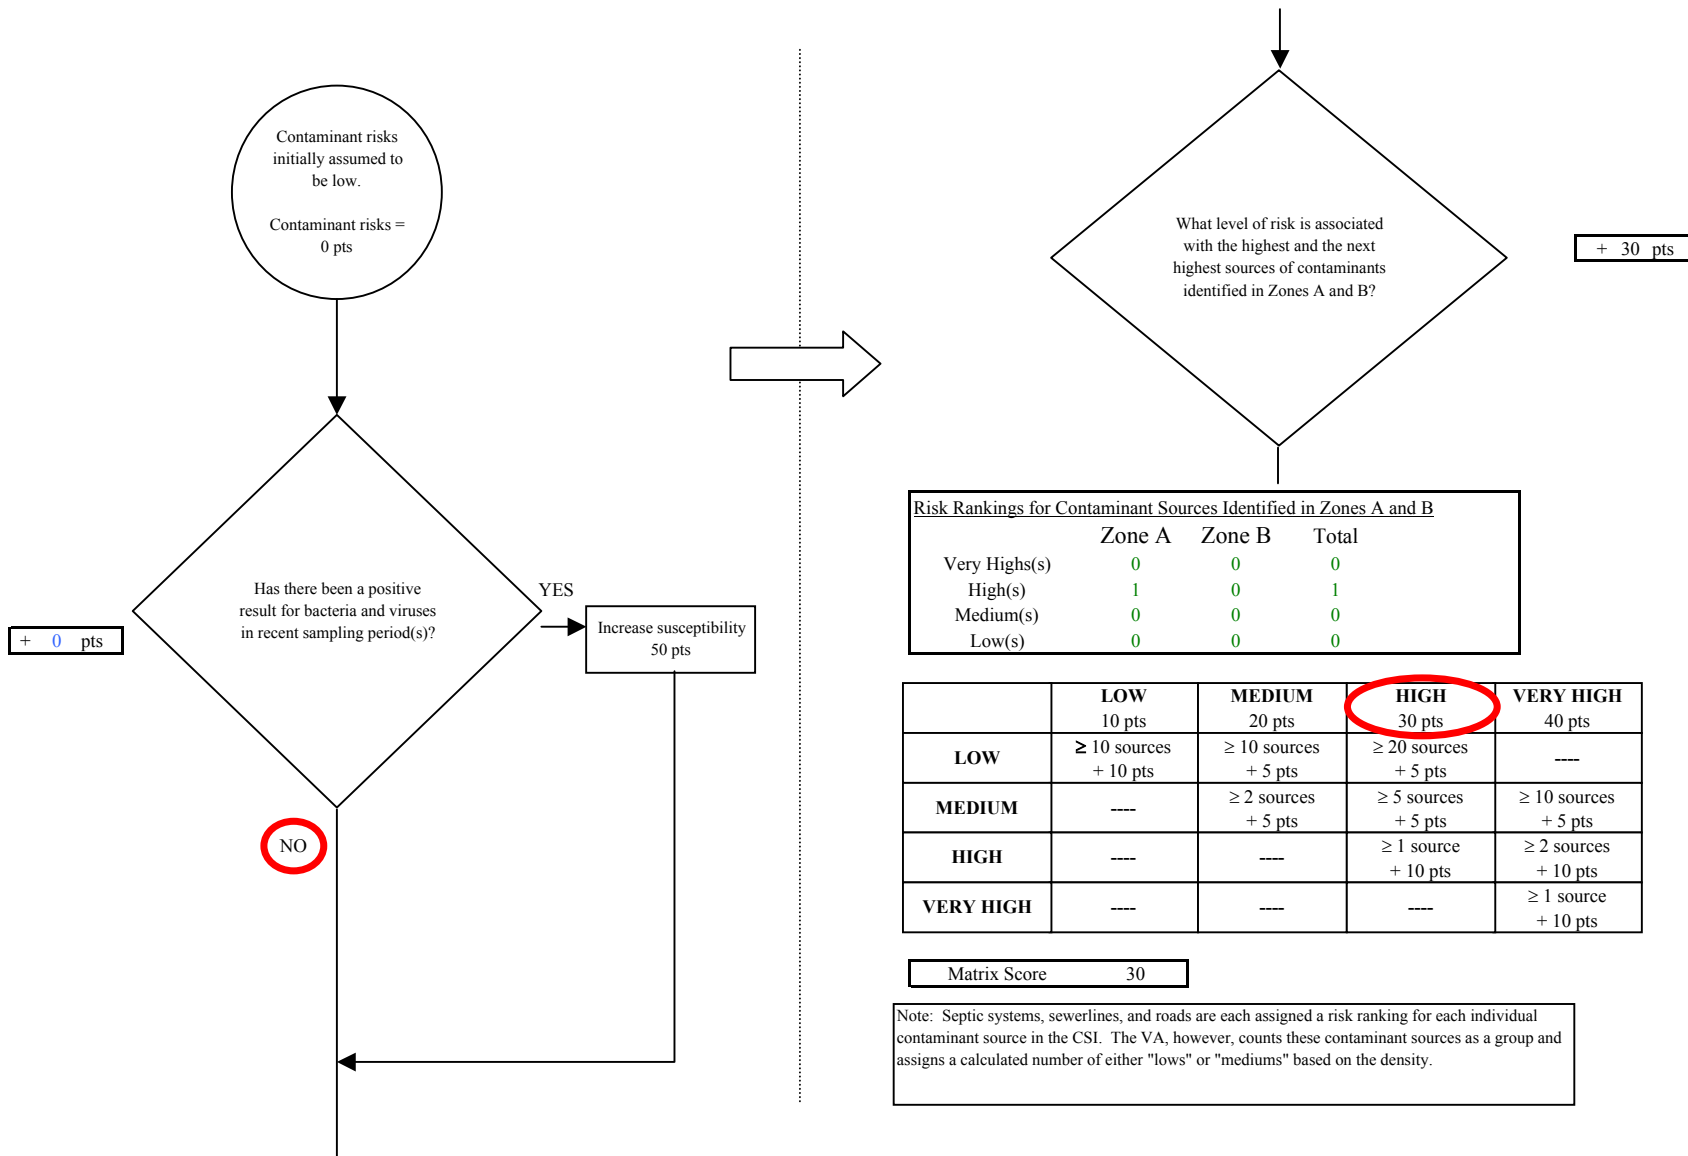 Contaminant risks
initially assumed to
be low.
Contaminant risks =
0 pts
Has there been a positive
result for bacteria and viruses
in recent sampling period(s)?
+ 0 pts
YES
Increase susceptibility
50 pts
NO
What level of risk is associated
with the highest and the next
highest sources of contaminants
identified in Zones A and B?
+ 30 pts
Risk Rankings for Contaminant Sources Identified in Zones A and B
Zone A Zone B Total
Very Highs(s) 0 0 0
High(s) 1 0 1
Medium(s) 0 0 0
Low(s) 0 0 0
LOW MEDIUM HIGH VERY HIGH
10 pts 20 pts 30 pts 40 pts
LOW ≥ 10 sources ≥ 10 sources ≥ 20 sources ----
+ 10 pts + 5 pts + 5 pts
MEDIUM ---- ≥ 2 sources ≥ 5 sources ≥ 10 sources
+ 5 pts + 5 pts + 5 pts
HIGH ---- ---- ≥ 1 source ≥ 2 sources
+ 10 pts + 10 pts
VERY HIGH ---- ---- ---- ≥ 1 source
+ 10 pts
Matrix Score 30
Note: Septic systems, sewerlines, and roads are each assigned a risk ranking for each individual
contaminant source in the CSI. The VA, however, counts these contaminant sources as a group and
assigns a calculated number of either "lows" or "mediums" based on the density.